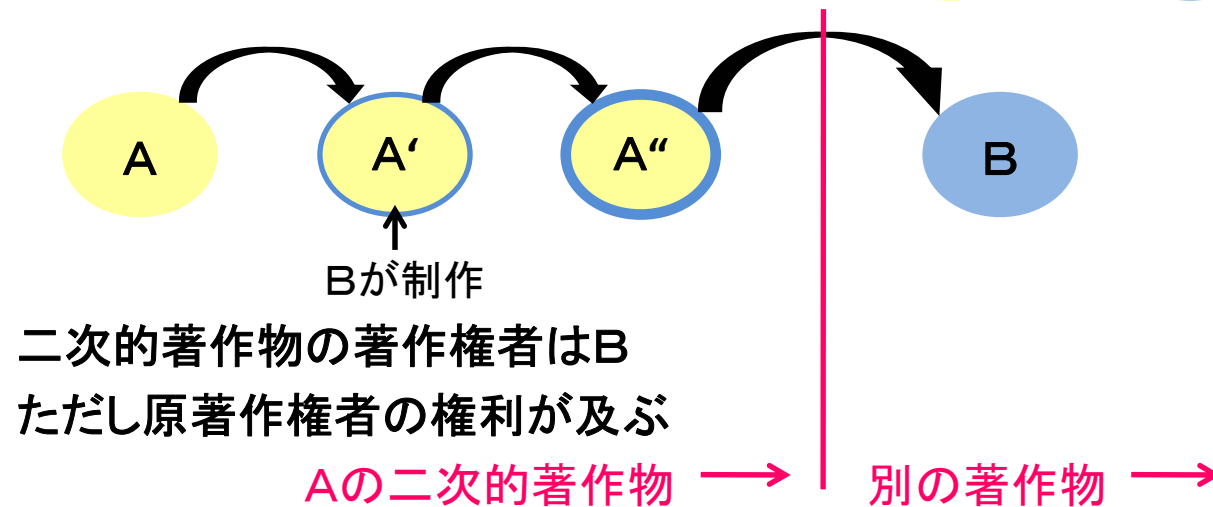 A A‘ A“ B
Bが制作
二次的著作物の著作権者はB
ただし原著作権者の権利が及ぶ
Aの二次的著作物 → 別の著作物 →